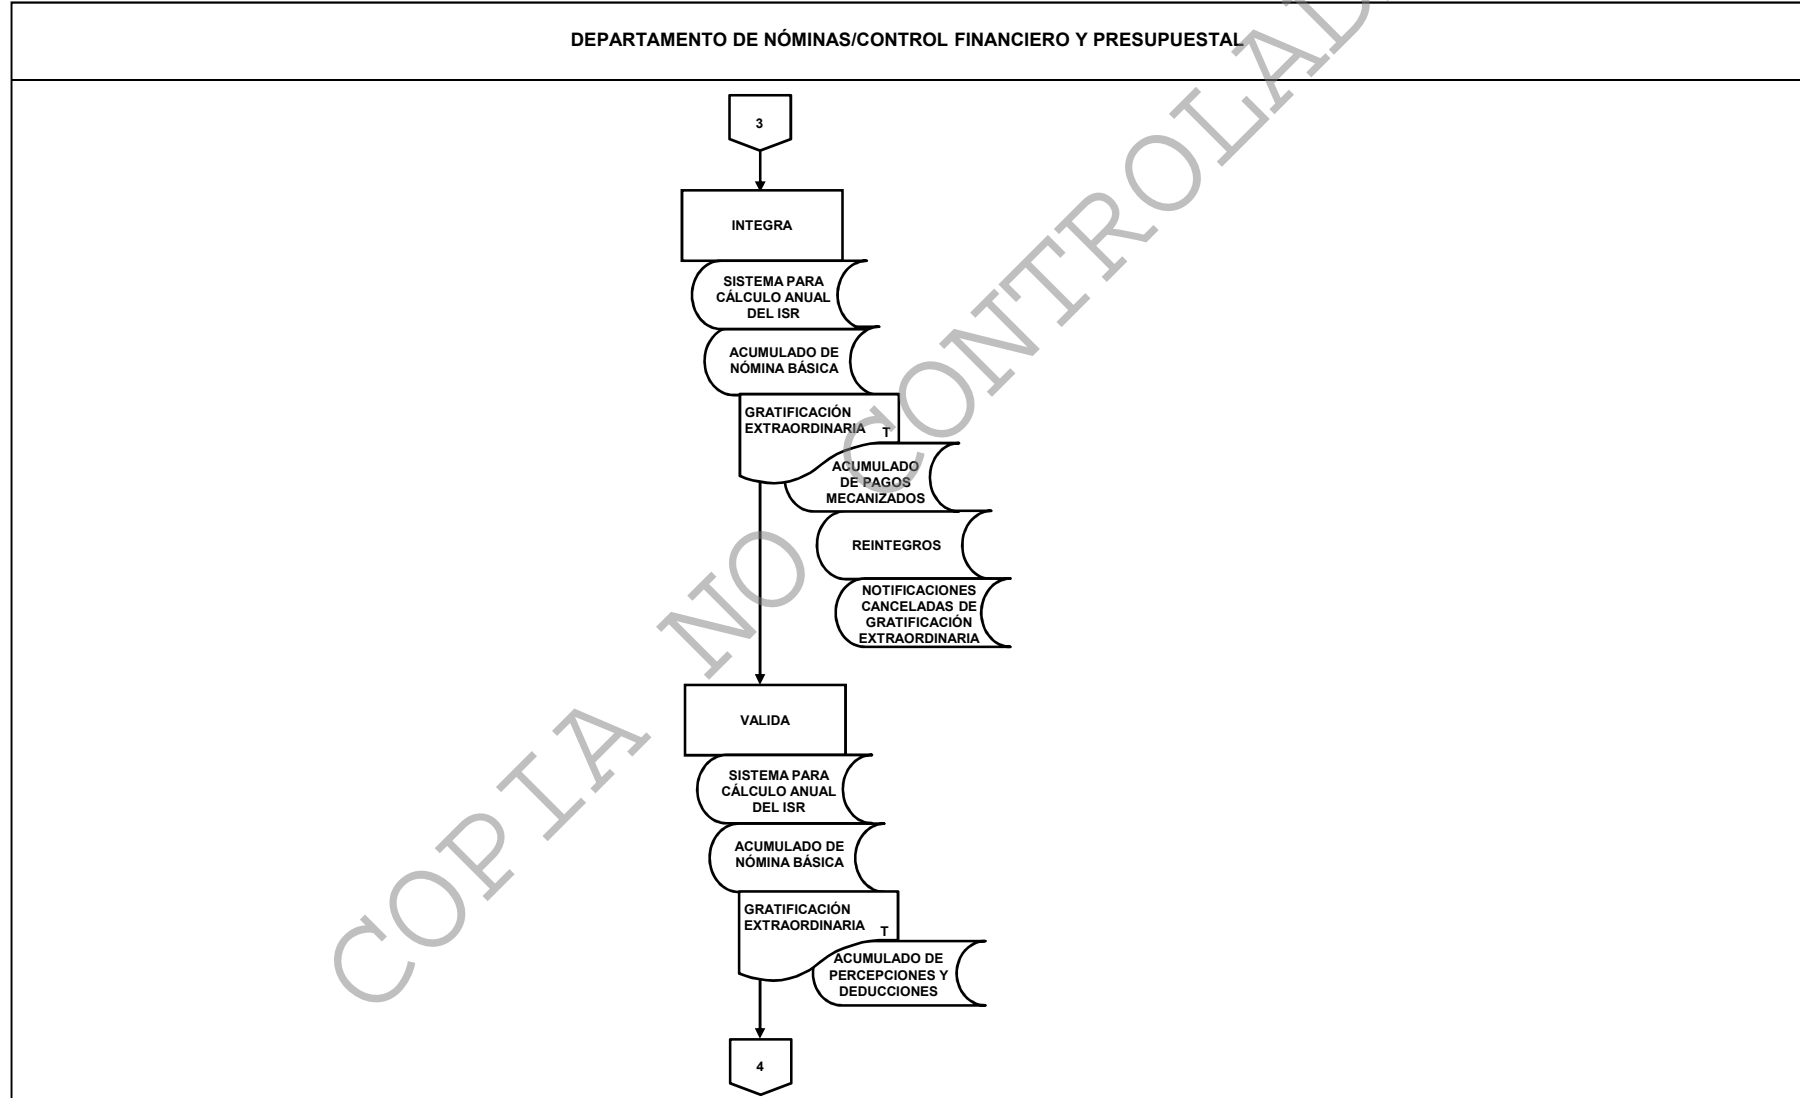 DEPARTAMENTO DE NÓMINAS/CONTROL FINANCIERO Y PRESUPUESTAL
3
INTEGRA
SISTEMA PARA
CÁLCULO ANUAL
DEL ISR
ACUMULADO DE
NÓMINA BÁSICA
GRATIFICACIÓN
EXTRAORDINARIA
T
ACUMULADO
DE PAGOS
MECANIZADOS
REINTEGROS
NOTIFICACIONES
CANCELADAS DE
GRATIFICACIÓN
EXTRAORDINARIA
VALIDA
SISTEMA PARA
CÁLCULO ANUAL
DEL ISR
ACUMULADO DE
NÓMINA BÁSICA
GRATIFICACIÓN
EXTRAORDINARIA
T
ACUMULADO DE
PERCEPCIONES Y
DEDUCCIONES
4
COPIA NO CONTROLAD